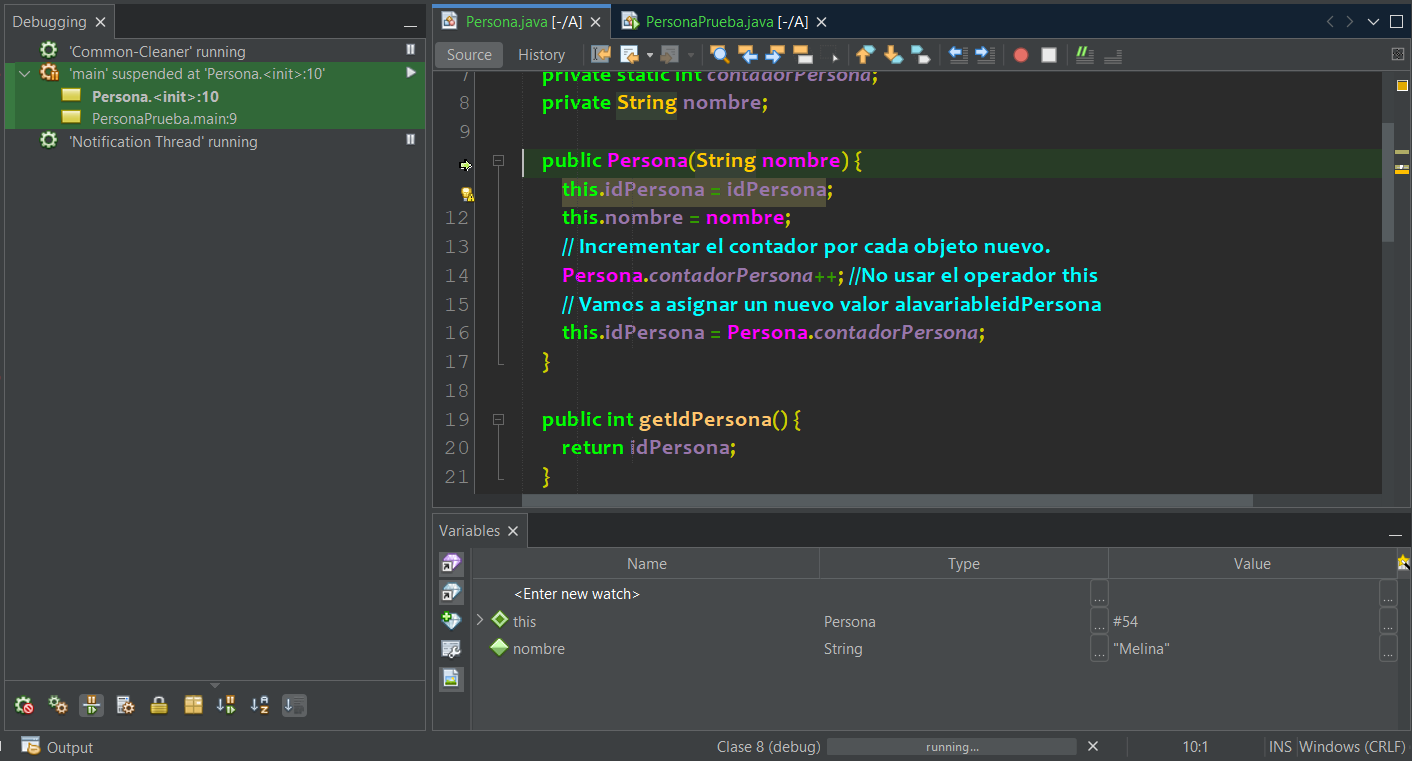 Debugging
Persona.java [-/A]
PersonaPrueba.java [-/A]
'Common-Cleaner' running
'main' suspended at 'Persona.<init>:10'
Persona.<init>:10
PersonaPrueba.main:9
'Notification Thread' running
Source
History
7 private static int contadorPersona;
8 private String nombre;
9
public Persona(String nombre) {
this.idPersona = idPersona;
12 this.nombre = nombre;
13 // Incrementar el contador por cada objeto nuevo.
14 Persona.contadorPersona++; //No usar el operador this
15 // Vamos a asignar un nuevo valor alavariableidPersona
16 this.idPersona = Persona.contadorPersona;
17 }
18
19 public int getIdPersona() {
20 return idPersona;
21 }
Variables
Name Type Value
<Enter new watch> ... ...
this Persona ... #54 ...
nombre String ... "Melina" ...
Output
Clase 8 (debug)
running...
10:1
INS
Windows (CRLF)